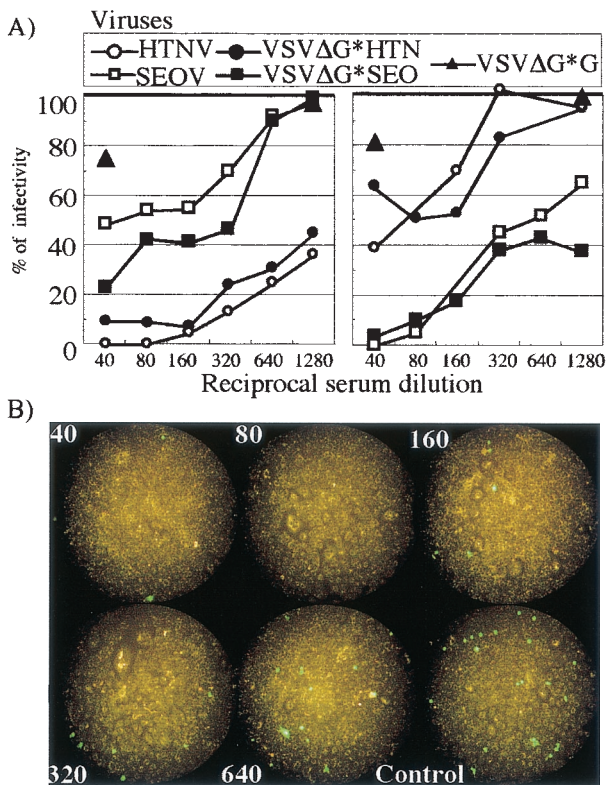 A)
Viruses
HTNV VSVΔG*HTN VSVΔG*G
SEOV VSVΔG*SEO
% of infectivity
100
80
60
40
20
0
40 80 160 320 640 1280 40 80 160 320 640 1280
Reciprocal serum dilution
B)
40 80 160
320 640 Control